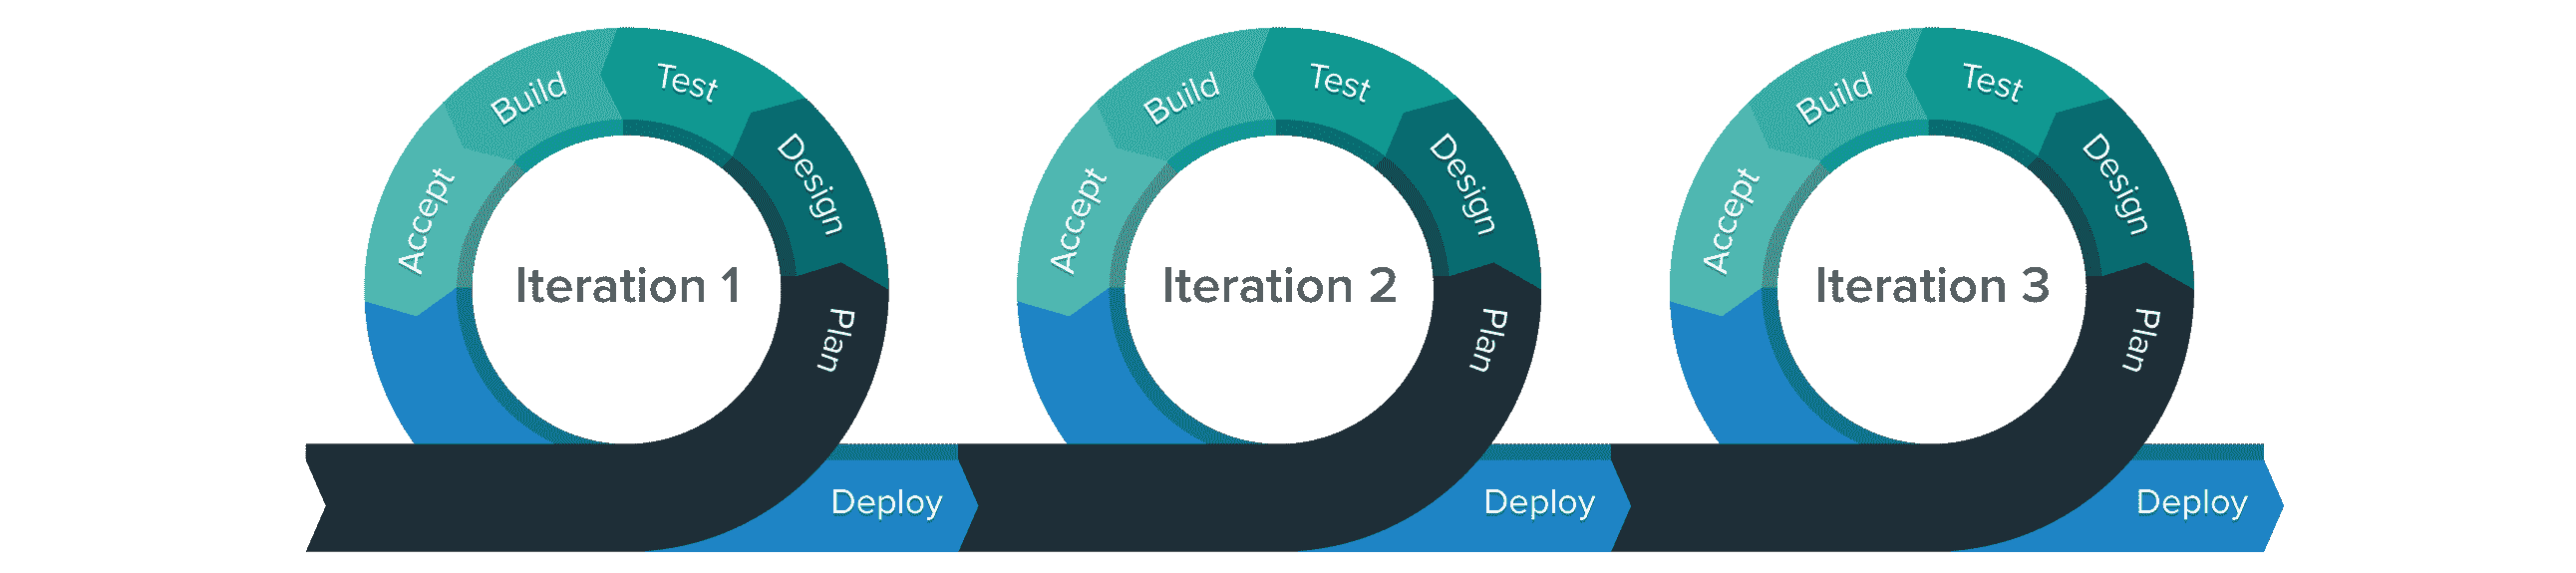 Build
Test
Accept
Design
Iteration 1
Plan
Deploy
Build
Test
Accept
Design
Iteration 2
Plan
Deploy
Build
Test
Accept
Design
Iteration 3
Plan
Deploy